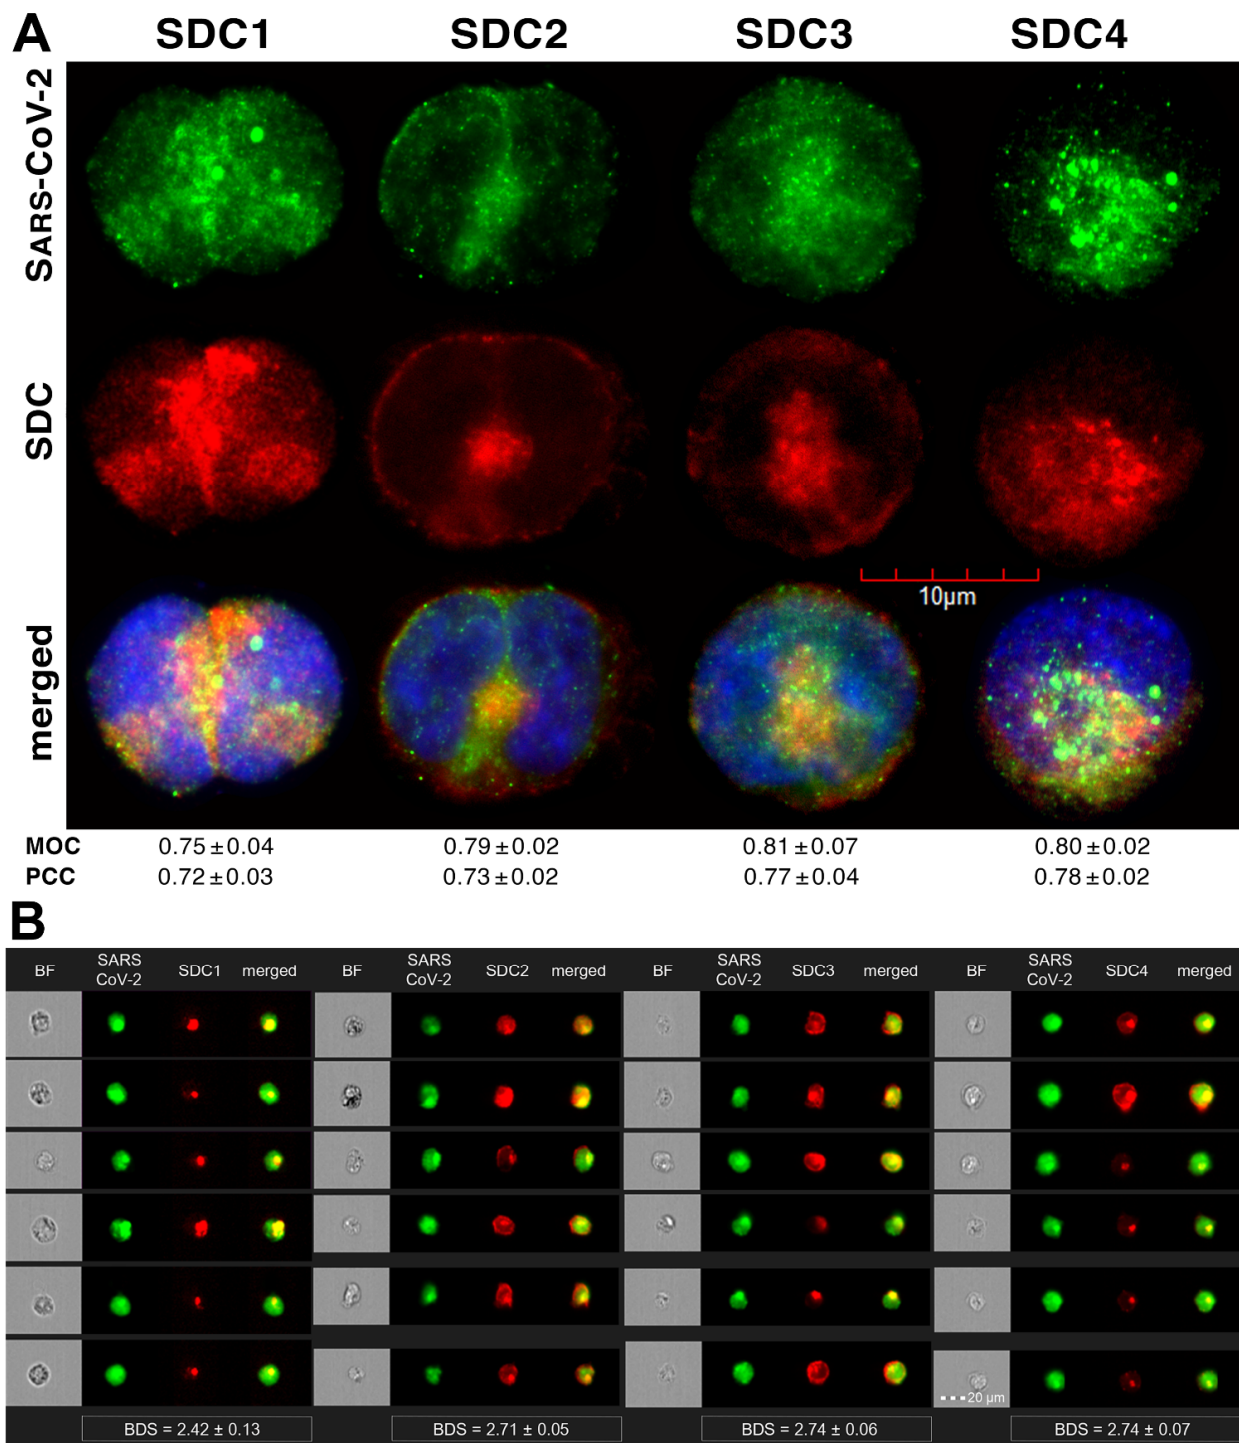 A
SDC1 SDC2 SDC3 SDC4
SARS-CoV-2
SDC
10µm
merged
MOC 0.75±0.04 0.79±0.02 0.81±0.07 0.80±0.02
PCC 0.72±0.03 0.73±0.02 0.77±0.04 0.78±0.02
B
BF SARS CoV-2 SDC1 merged BF SARS CoV-2 SDC2 merged BF SARS CoV-2 SDC3 merged BF SARS CoV-2 SDC4 merged
20 µm
BDS = 2.42 ± 0.13 BDS = 2.71 ± 0.05 BDS = 2.74 ± 0.06 BDS = 2.74 ± 0.07